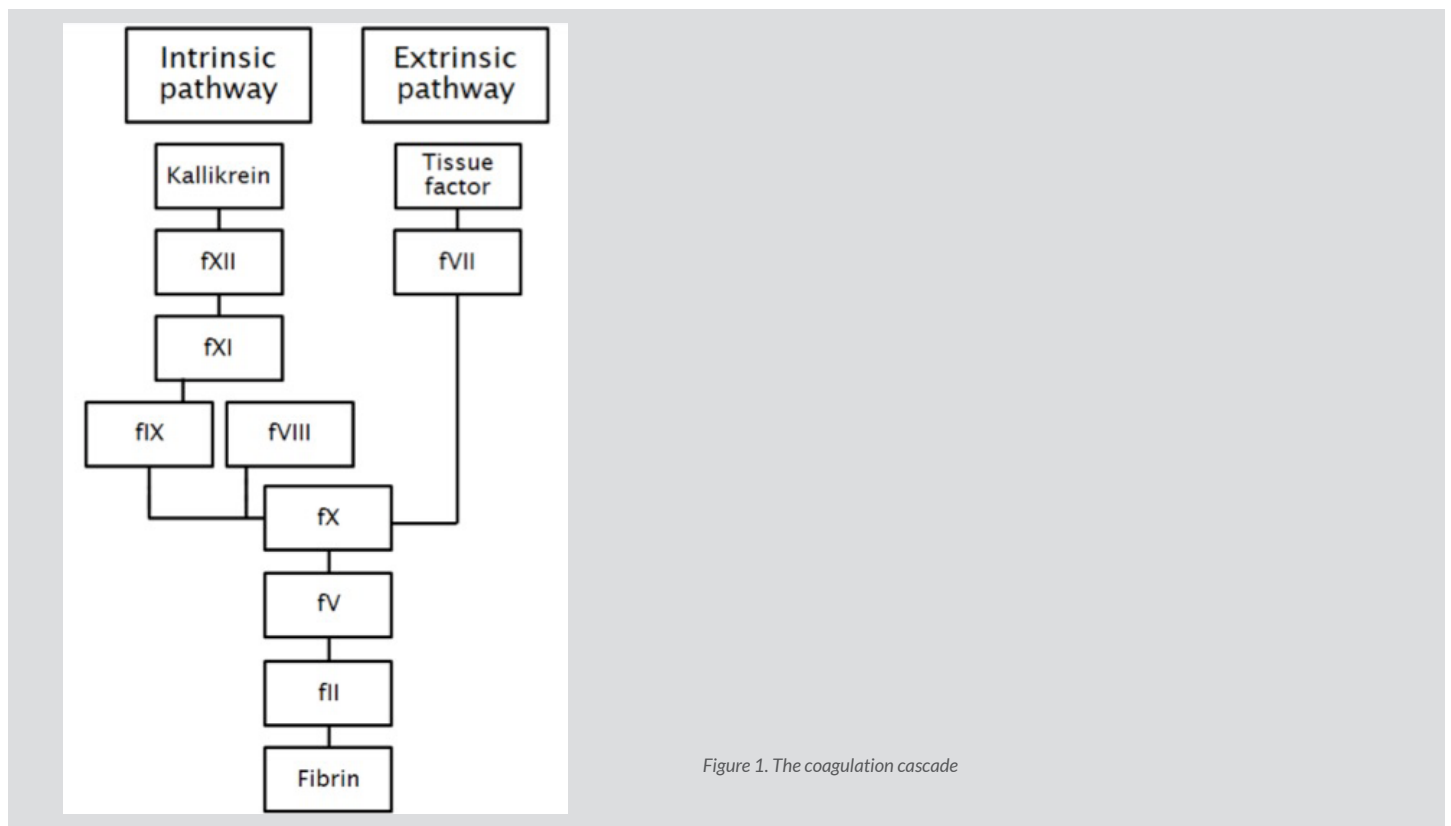 Intrinsic
pathway
Extrinsic
pathway
Kallikrein
Tissue
factor
fXII
fVII
fXI
fIX
fVIII
fX
fV
fII
Fibrin
Figure 1. The coagulation cascade